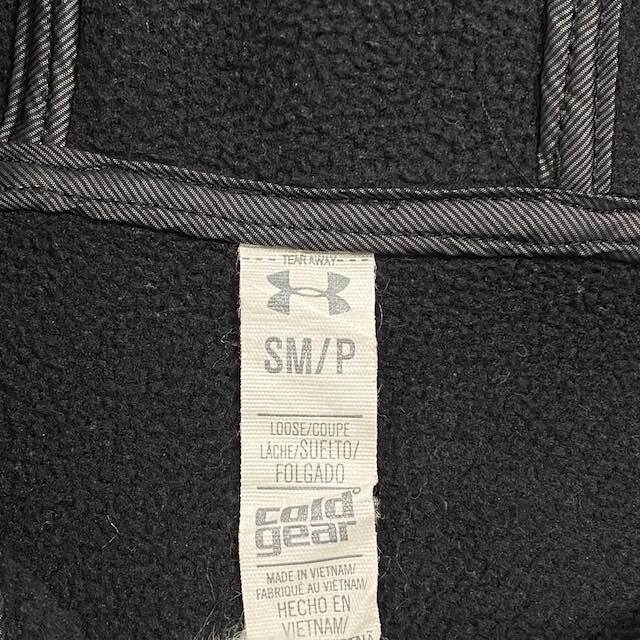 TEAR AWAY
SM/P
LOOSE/COUPE
LÂCHE/SUELTO/
FOLGADO
cold
gear
MADE IN VIETNAM/
FABRIQUÉ AU VIETNAM/
HECHO EN
VIETNAM/